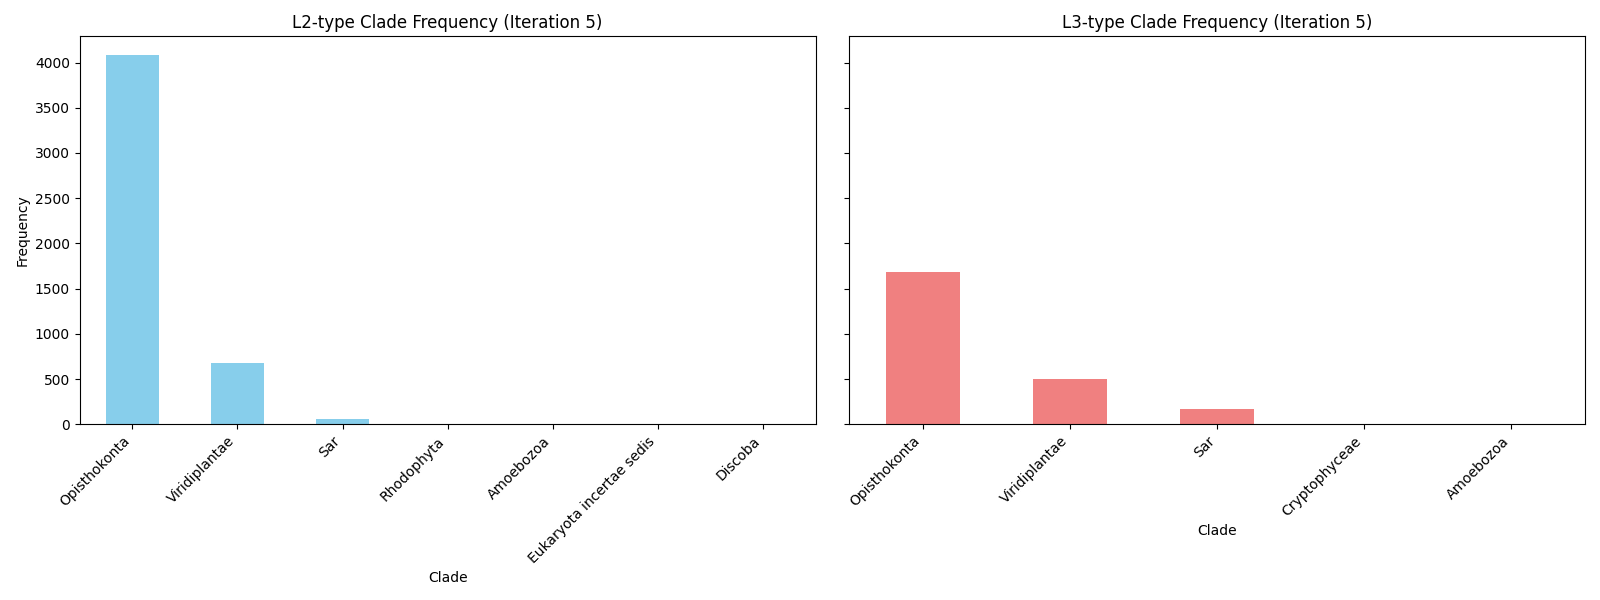 L2-type Clade Frequency (Iteration 5)
Frequency
4000
3500
3000
2500
2000
1500
1000
500
0
Opisthokonta
Viridiplantae
Sar
Rhodophyta
Amoebozoa
Eukaryota incertae sedis
Discoba
Clade
L3-type Clade Frequency (Iteration 5)
Opisthokonta
Viridiplantae
Sar
Cryptophyceae
Amoebozoa
Clade